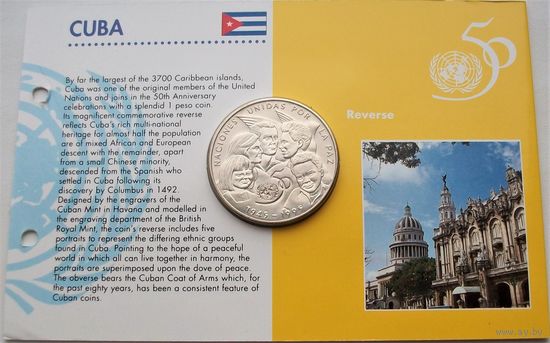 CUBA
By far the largest of the 3700 Caribbean islands,
Cuba was one of the original members of the United
Nations and joins in the 50th Anniversary
celebrations with a splendid 1 peso coin.
Its magnificent commemorative reverse
reflects Cuba's rich multi-national
heritage for almost half the population
are of mixed African and European
descent with the remainder, apart
from a small Chinese minority,
descended from the Spanish who
settled in Cuba following its
discovery by Columbus in 1492.
Designed by the engravers of the
Cuban Mint in Havana and modelled in
the engraving department of the British
Royal Mint, the coin's reverse includes five
portraits to represent the differing ethnic groups
found in Cuba. Pointing to the hope of a peaceful
world in which all can live together in harmony, the
portraits are superimposed upon the dove of peace.
The obverse bears the Cuban Coat of Arms which, for
the past eighty years, has been a consistent feature of
Cuban coins.
NACIONES UNIDAS POR LA PAZ
1945-1995
50
Reverse
www.ay.by